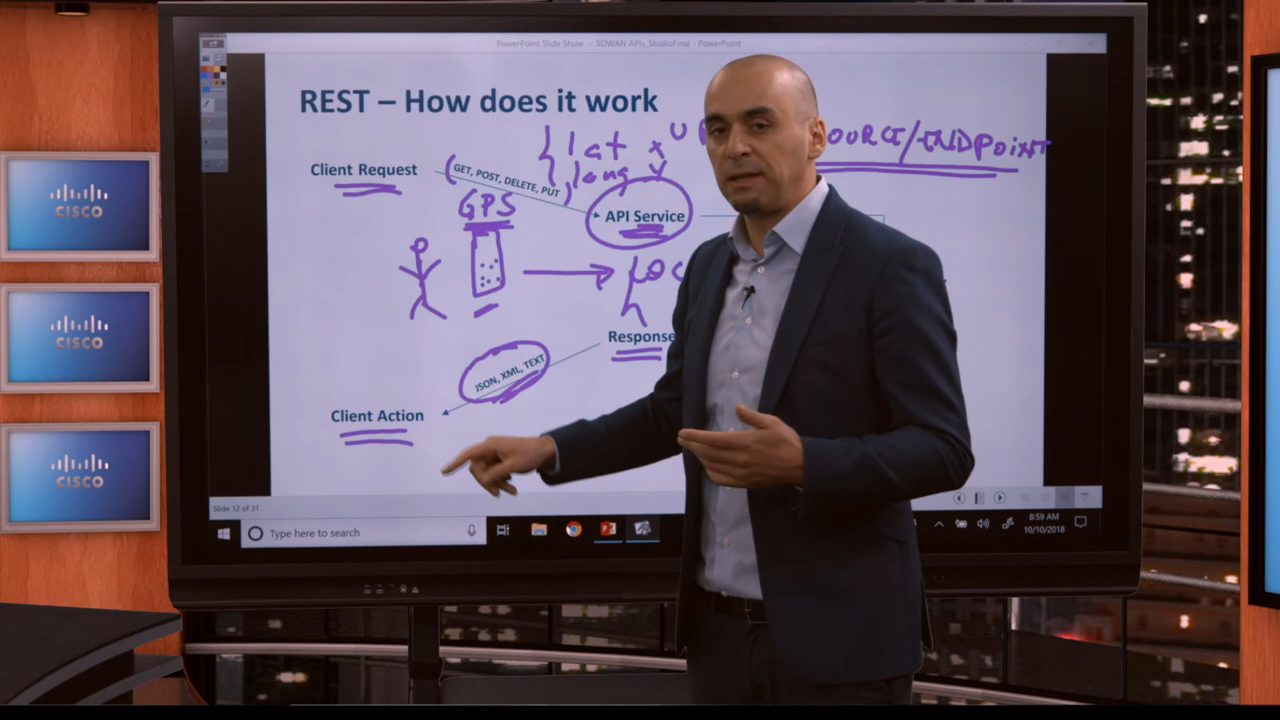 PowerPoint Slide Show - SDWAN APIs_StudioFinal - PowerPoint
REST – How does it work
{ lat x
long y
OURCE/ENDPOINT
Client Request
GET, POST, DELETE, PUT
GPS
API Service
LOC
Response
JSON, XML, TEXT
Client Action
Slide 12 of 31
Type here to search
8:59 AM
10/10/2018
CISCO
CISCO
CISCO